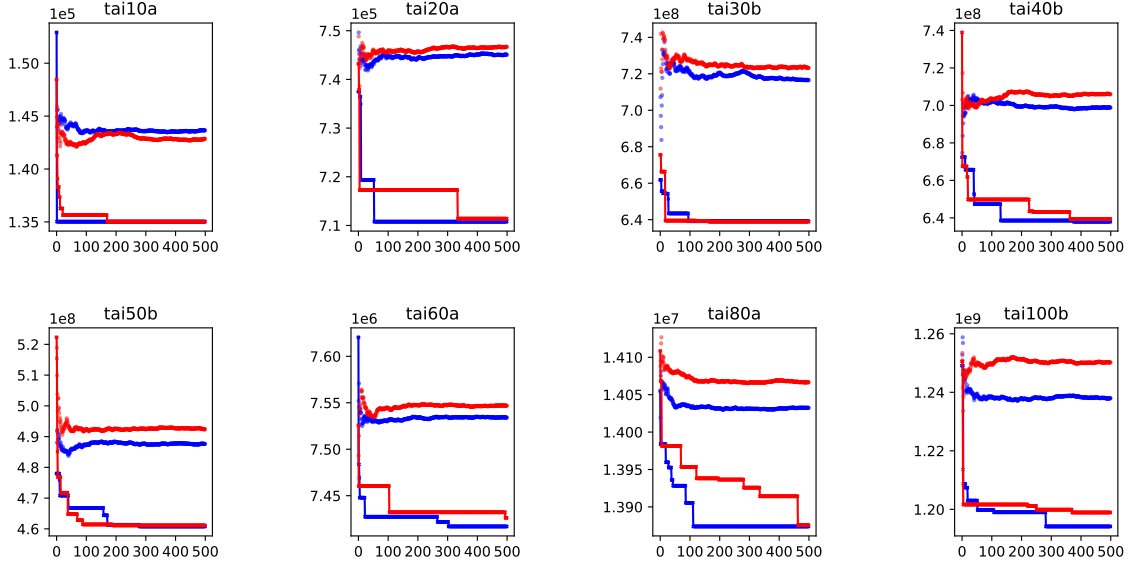 tai10a
1e5
1.50
1.45
1.40
1.35
0 100 200 300 400 500
tai20a
1e5
7.5
7.4
7.3
7.2
7.1
0 100 200 300 400 500
tai30b
1e8
7.4
7.2
7.0
6.8
6.6
6.4
0 100 200 300 400 500
tai40b
1e8
7.4
7.2
7.0
6.8
6.6
6.4
0 100 200 300 400 500
tai50b
1e8
5.2
5.1
5.0
4.9
4.8
4.7
4.6
0 100 200 300 400 500
tai60a
1e6
7.60
7.55
7.50
7.45
0 100 200 300 400 500
tai80a
1e7
1.410
1.405
1.400
1.395
1.390
0 100 200 300 400 500
tai100b
1e9
1.26
1.24
1.22
1.20
0 100 200 300 400 500